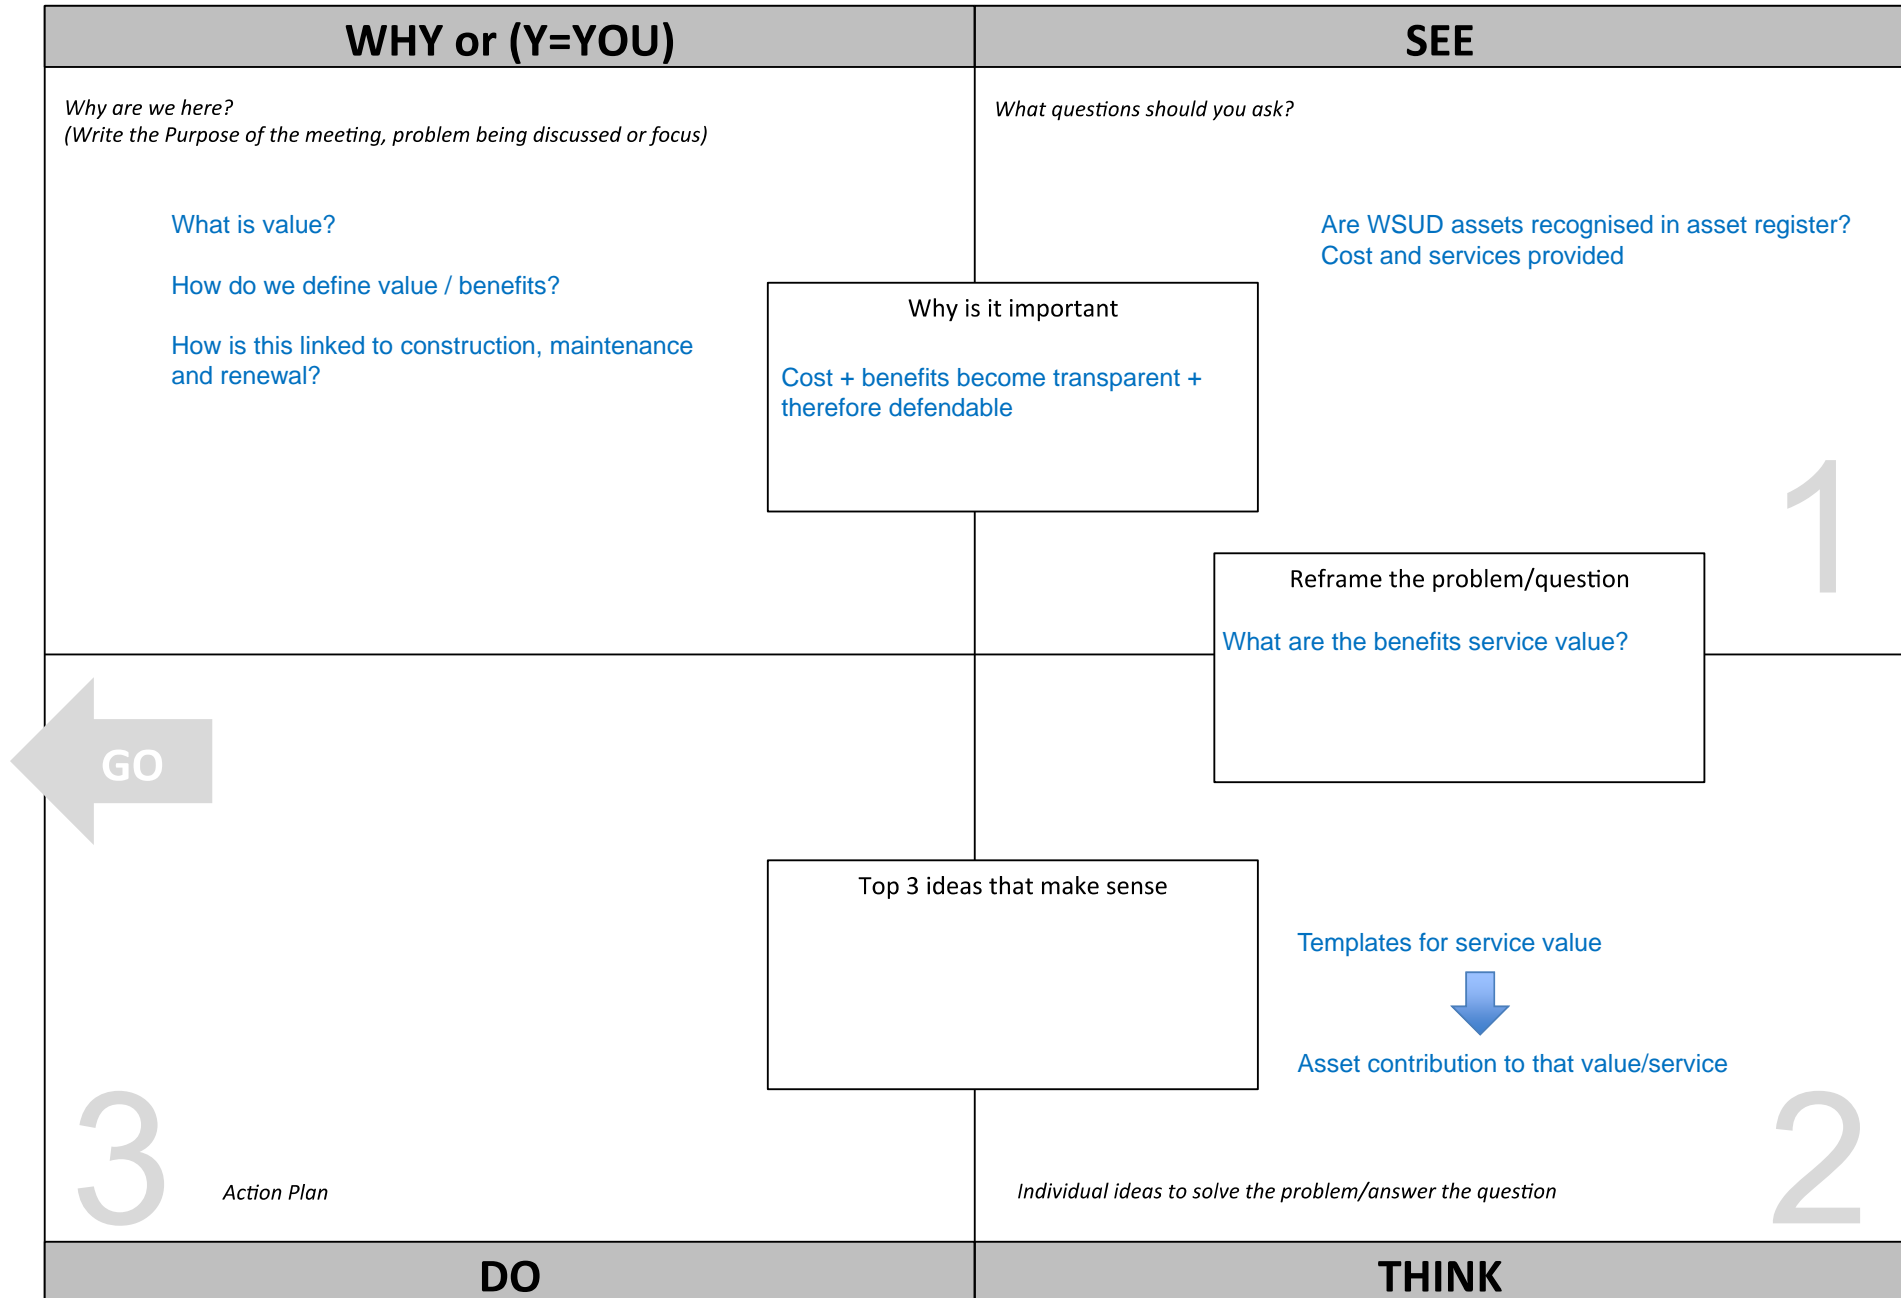 WHY or (Y=YOU)
SEE
Why are we here?
(Write the Purpose of the meeting, problem being discussed or focus)
What is value?
How do we define value / benefits?
How is this linked to construction, maintenance
and renewal?
What questions should you ask?
Are WSUD assets recognised in asset register?
Cost and services provided
Why is it important
Cost + benefits become transparent +
therefore defendable
1
Reframe the problem/question
What are the benefits service value?
GO
Top 3 ideas that make sense
Templates for service value
Asset contribution to that value/service
3
Action Plan
Individual ideas to solve the problem/answer the question
2
DO
THINK